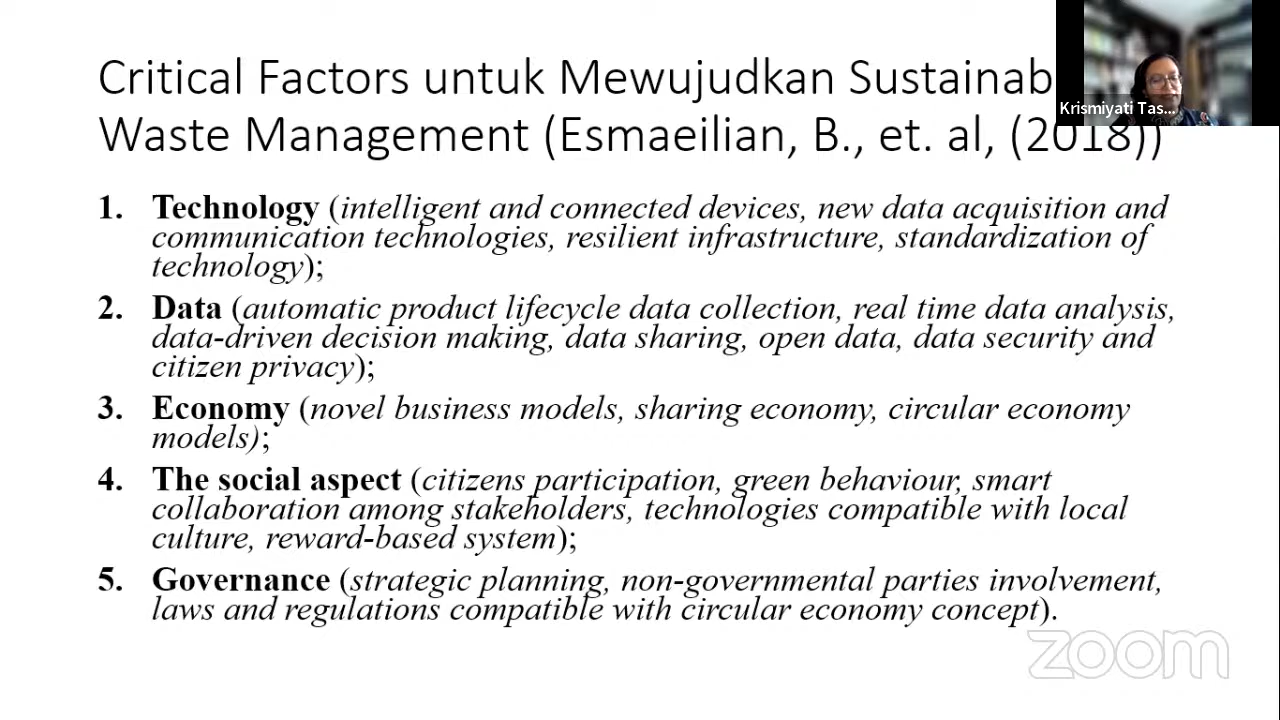 Critical Factors untuk Mewujudkan Sustainab
Waste Management (Esmaeilian, B., et. al, (2018))
1. Technology (intelligent and connected devices, new data acquisition and
communication technologies, resilient infrastructure, standardization of
technology);
2. Data (automatic product lifecycle data collection, real time data analysis,
data-driven decision making, data sharing, open data, data security and
citizen privacy);
3. Economy (novel business models, sharing economy, circular economy
models);
4. The social aspect (citizens participation, green behaviour, smart
collaboration among stakeholders, technologies compatible with local
culture, reward-based system);
5. Governance (strategic planning, non-governmental parties involvement,
laws and regulations compatible with circular economy concept).
Krismiyati Tas...
zoom